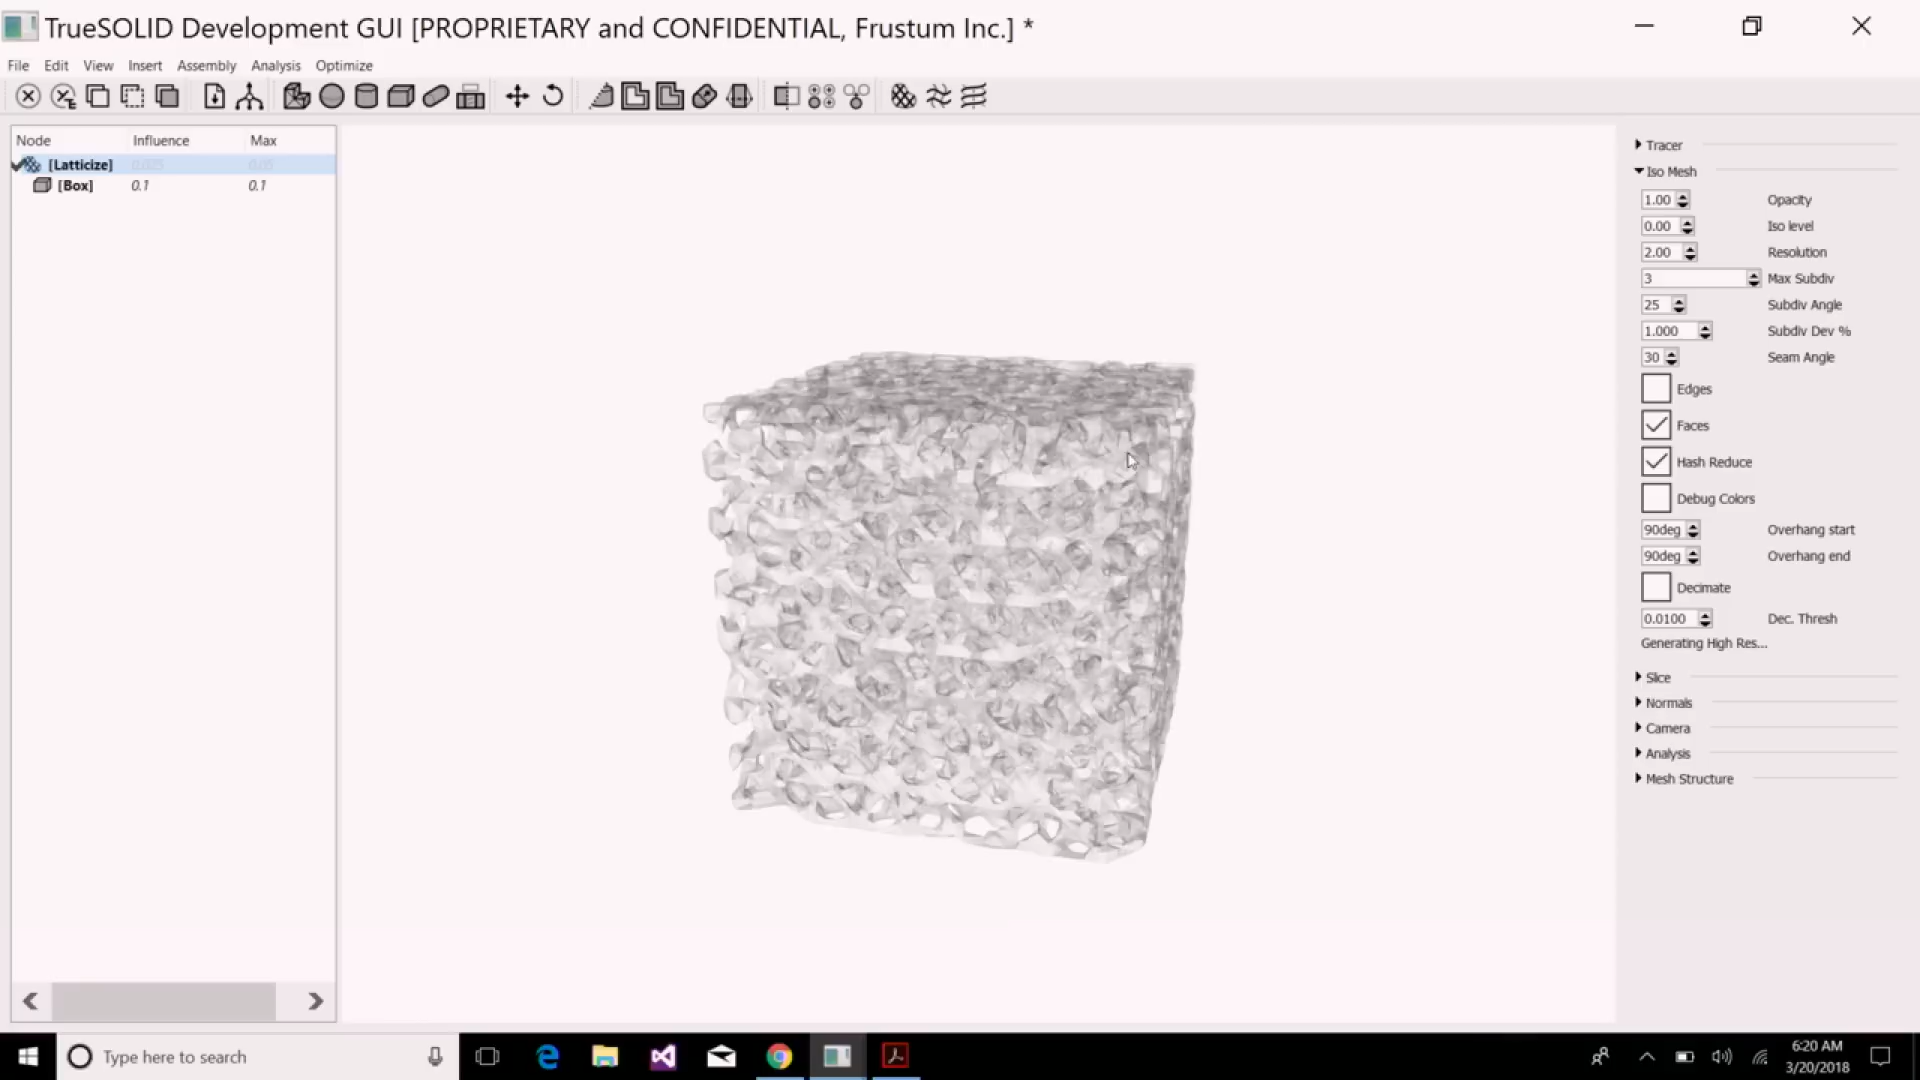 TrueSOLID Development GUI [PROPRIETARY and CONFIDENTIAL, Frustum Inc.] *
File Edit View Insert Assembly Analysis Optimize
Node Influence Max
[Latticize] 0.025 0.05
[Box] 0.1 0.1
Tracer
Iso Mesh
1.00 Opacity
0.00 Iso level
2.00 Resolution
3 Max Subdiv
25 Subdiv Angle
1.000 Subdiv Dev %
30 Seam Angle
Edges
Faces
Hash Reduce
Debug Colors
90deg Overhang start
90deg Overhang end
Decimate
0.0100 Dec. Thresh
Generating High Res...
Slice
Normals
Camera
Analysis
Mesh Structure
Type here to search
6:20 AM
3/20/2018